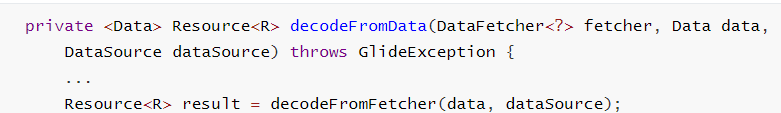 private <Data> Resource<R> decodeFromData(DataFetcher<?> fetcher, Data data,
DataSource dataSource) throws GlideException {
...
Resource<R> result = decodeFromFetcher(data, dataSource);